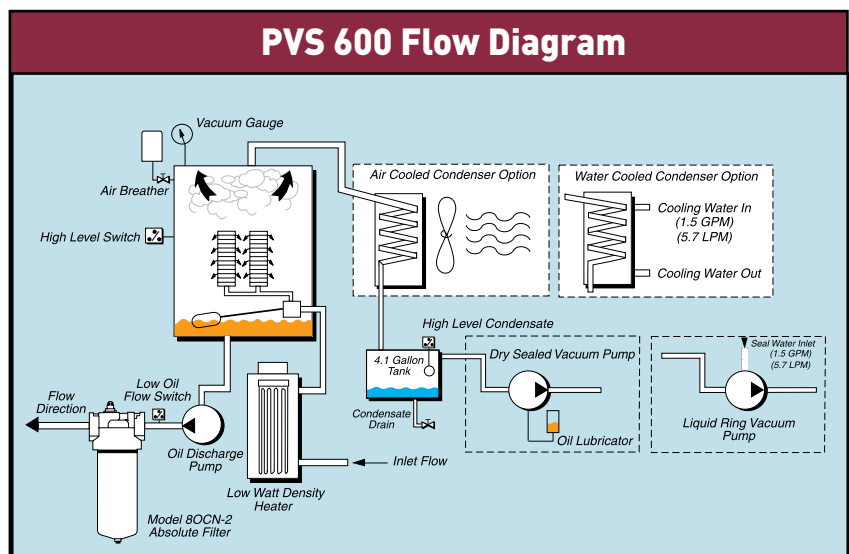 PVS 600 Flow Diagram
Vacuum Gauge
Air Breather
High Level Switch
Air Cooled Condenser Option
Water Cooled Condenser Option
Cooling Water In
(1.5 GPM)
(5.7 LPM)
Cooling Water Out
High Level Condensate
4.1 Gallon
Tank
Condensate
Drain
Dry Sealed Vacuum Pump
Oil Lubricator
Seal Water Inlet
(1.5 GPM)
(5.7 LPM)
Liquid Ring Vacuum
Pump
Flow
Direction
Low Oil
Flow Switch
Oil Discharge
Pump
Inlet Flow
Low Watt Density
Heater
Model 8OCN-2
Absolute Filter